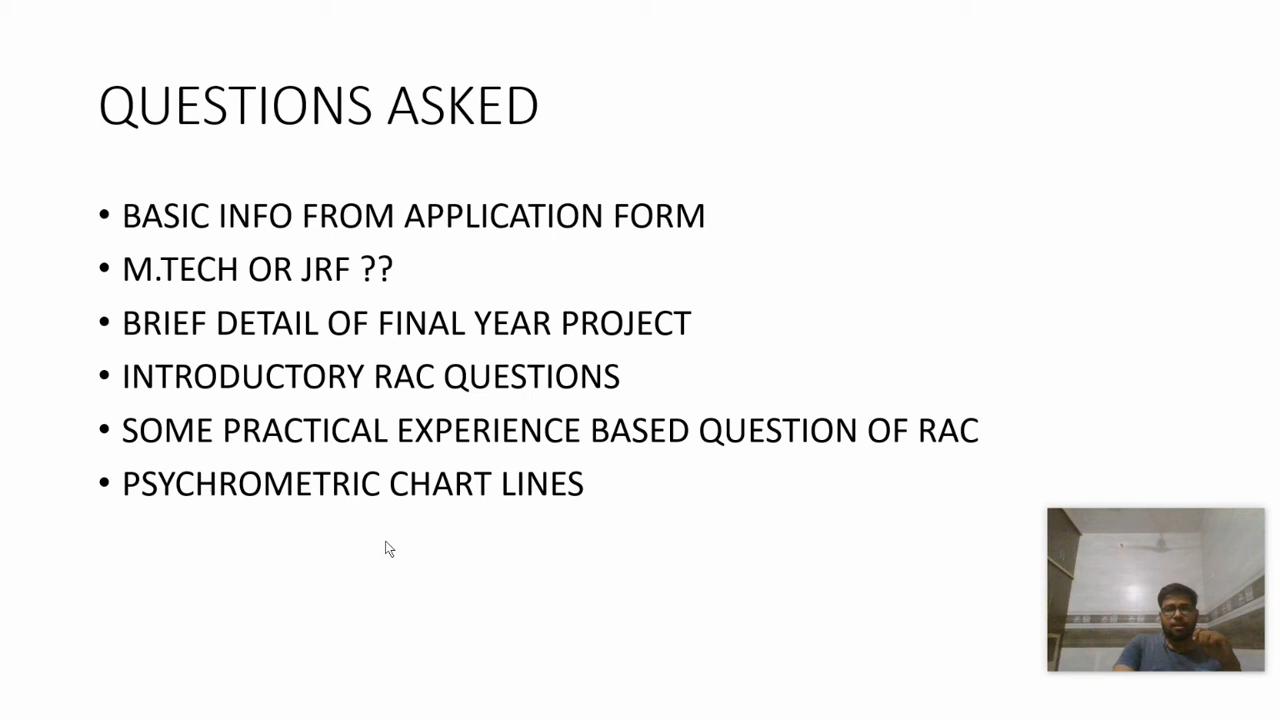 QUESTIONS ASKED
• BASIC INFO FROM APPLICATION FORM
• M.TECH OR JRF ??
• BRIEF DETAIL OF FINAL YEAR PROJECT
• INTRODUCTORY RAC QUESTIONS
• SOME PRACTICAL EXPERIENCE BASED QUESTION OF RAC
• PSYCHROMETRIC CHART LINES